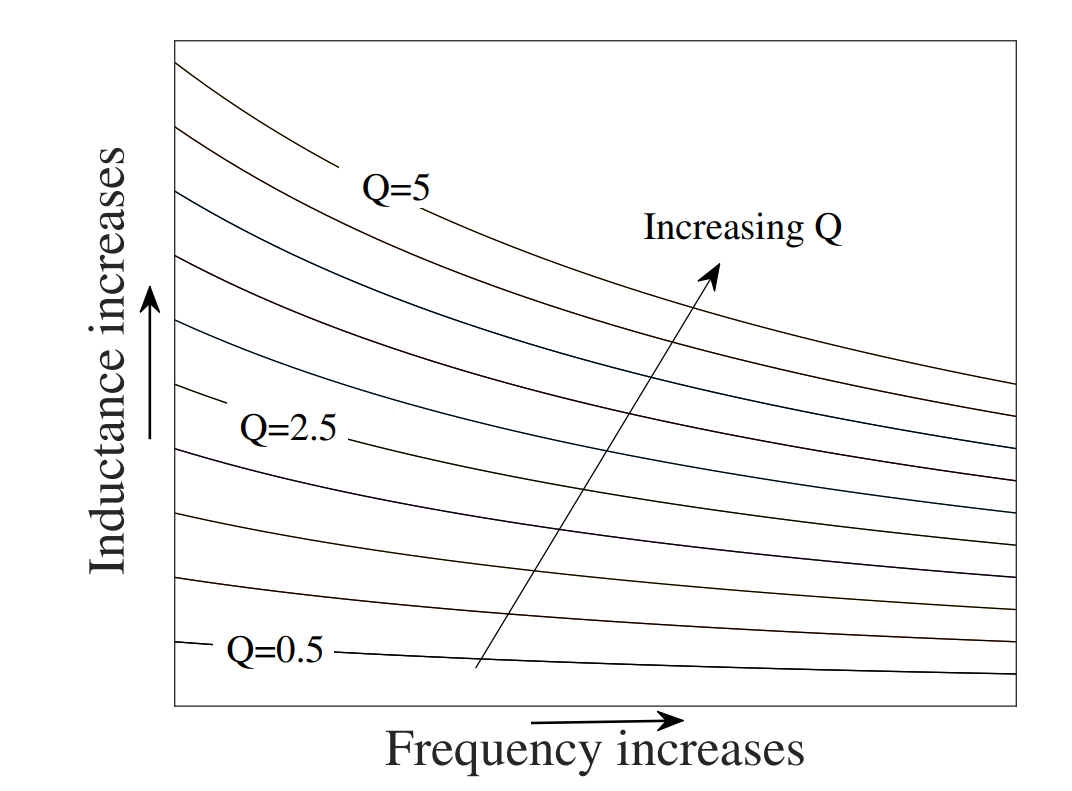 Q=5
Increasing Q
Inductance increases
Q=2.5
Q=0.5
Frequency increases